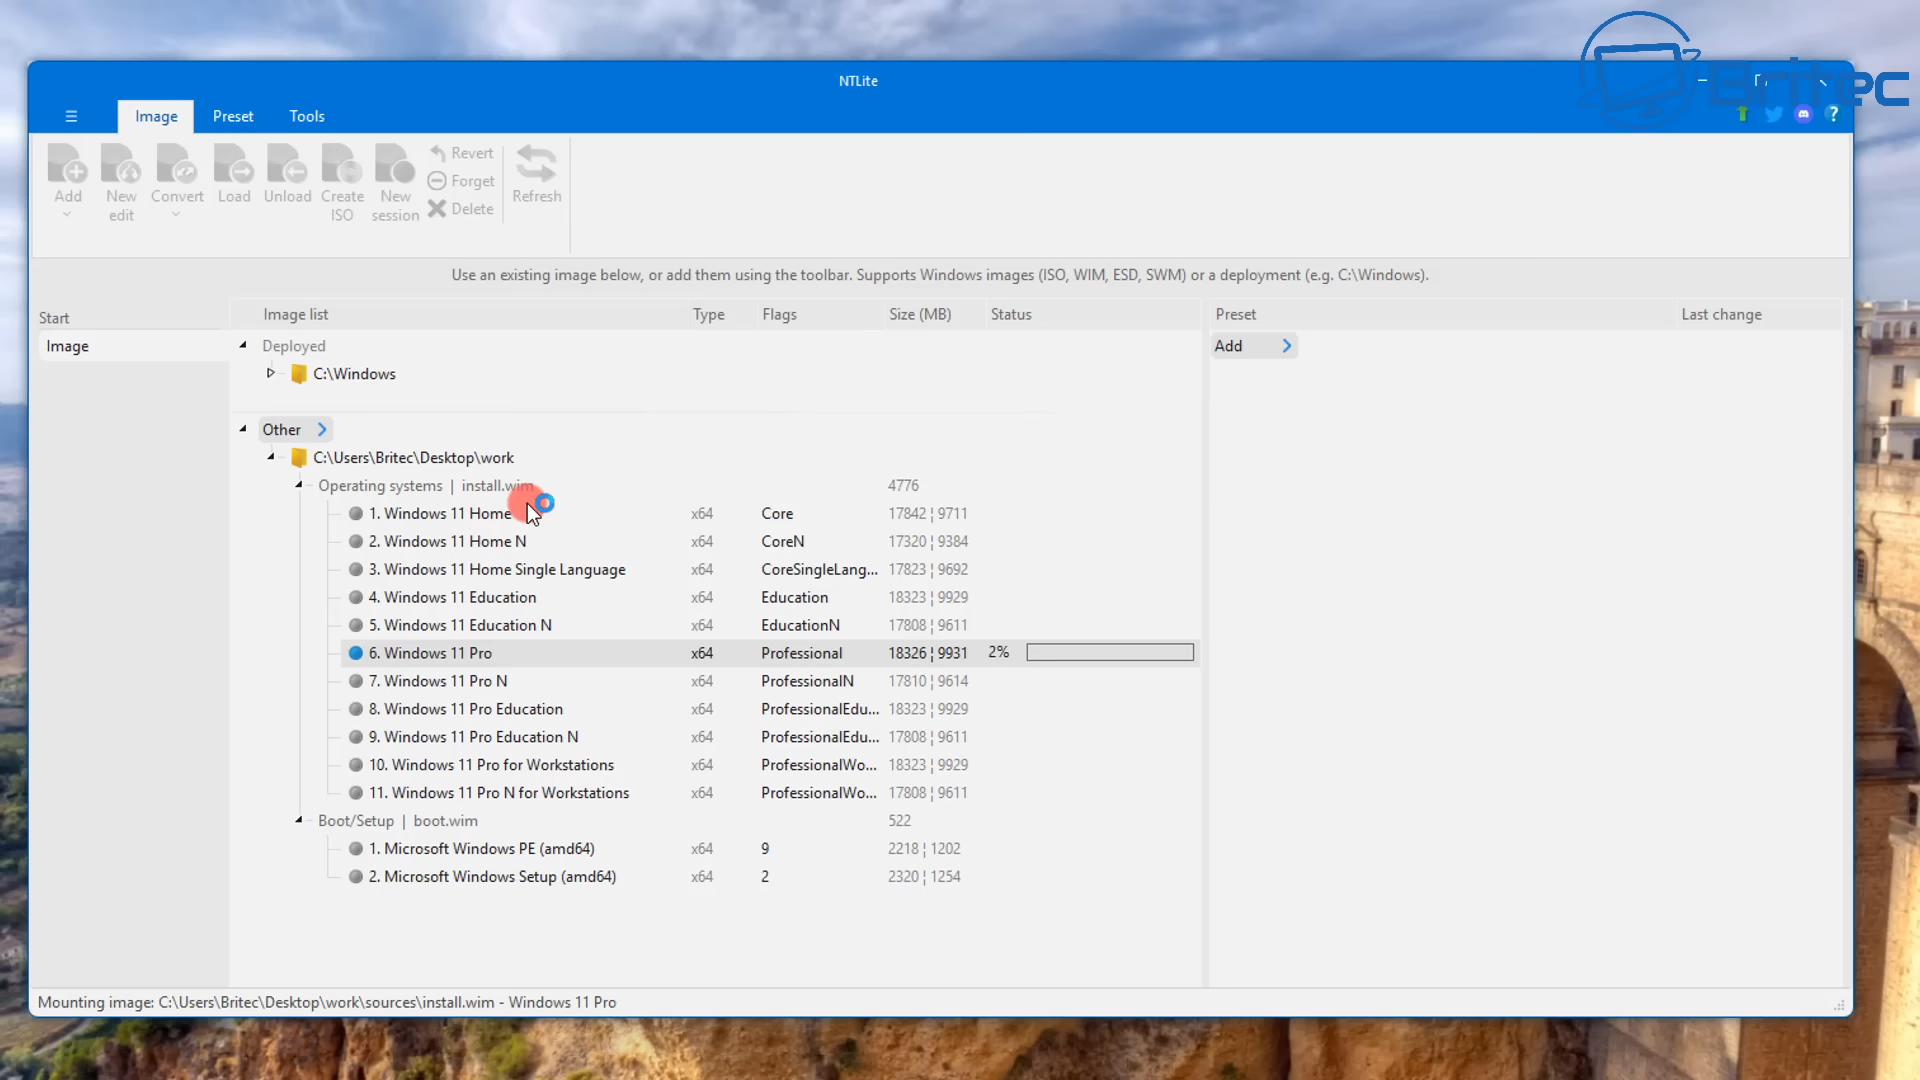 Britec
NTLite
Image Preset Tools
Add New edit Convert Load Unload Create ISO New session Revert Forget Delete Refresh
Use an existing image below, or add them using the toolbar. Supports Windows images (ISO, WIM, ESD, SWM) or a deployment (e.g. C:\Windows).
Start
Image
Image list Type Flags Size (MB) Status Preset Last change
Deployed Add
C:\Windows
Other
C:\Users\Britec\Desktop\work
Operating systems | install.wim 4776
1. Windows 11 Home x64 Core 17842 ¦ 9711
2. Windows 11 Home N x64 CoreN 17320 ¦ 9384
3. Windows 11 Home Single Language x64 CoreSingleLang... 17823 ¦ 9692
4. Windows 11 Education x64 Education 18323 ¦ 9929
5. Windows 11 Education N x64 EducationN 17808 ¦ 9611
6. Windows 11 Pro x64 Professional 18326 ¦ 9931 2%
7. Windows 11 Pro N x64 ProfessionalN 17810 ¦ 9614
8. Windows 11 Pro Education x64 ProfessionalEdu... 18323 ¦ 9929
9. Windows 11 Pro Education N x64 ProfessionalEdu... 17808 ¦ 9611
10. Windows 11 Pro for Workstations x64 ProfessionalWo... 18323 ¦ 9929
11. Windows 11 Pro N for Workstations x64 ProfessionalWo... 17808 ¦ 9611
Boot/Setup | boot.wim 522
1. Microsoft Windows PE (amd64) x64 9 2218 ¦ 1202
2. Microsoft Windows Setup (amd64) x64 2 2320 ¦ 1254
Mounting image: C:\Users\Britec\Desktop\work\sources\install.wim - Windows 11 Pro